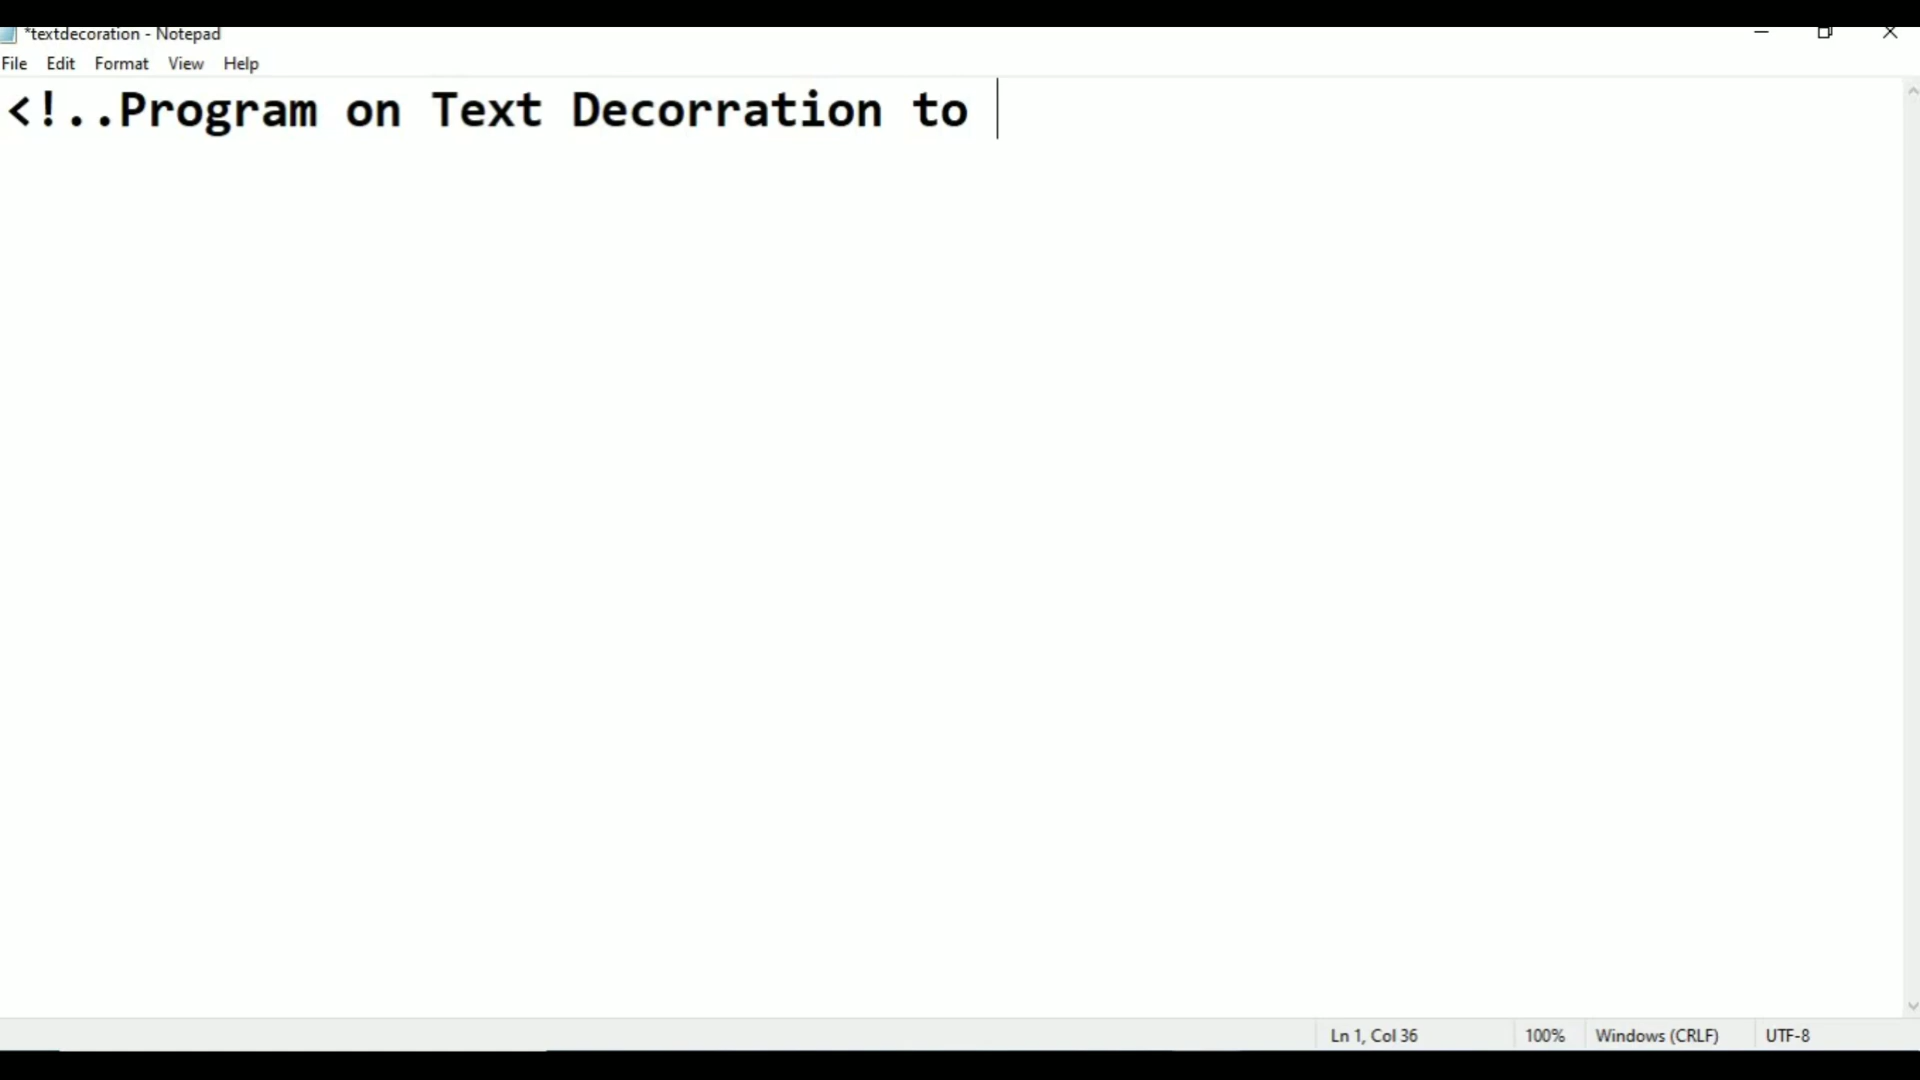 *textdecoration - Notepad
File Edit Format View Help
<!..Program on Text Decorration to
Ln 1, Col 36 100% Windows (CRLF) UTF-8